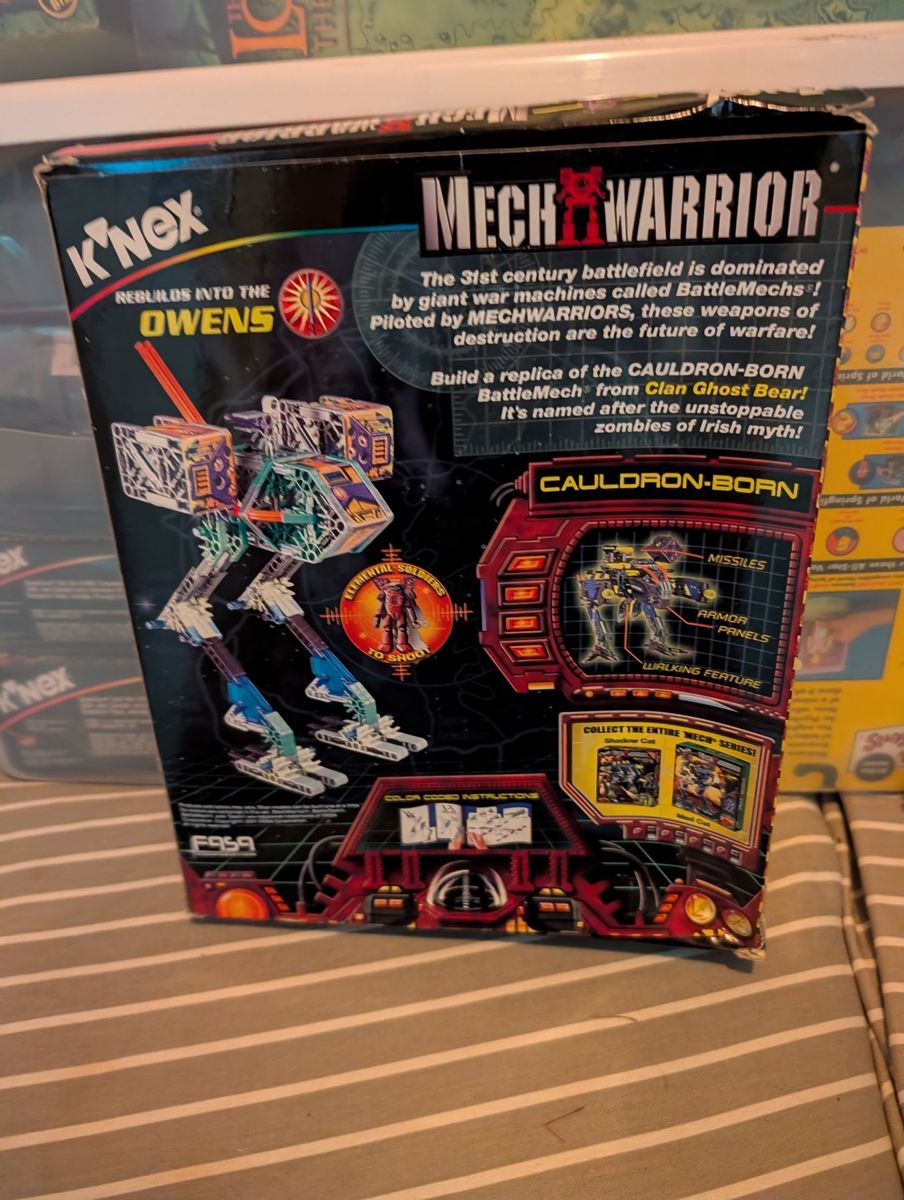 K'NEX
MECHWARRIOR
REBUILDS INTO THE
OWENS
The 31st century battlefield is dominated
by giant war machines called BattleMechs!
Piloted by MECHWARRIORS, these weapons of
destruction are the future of warfare!
Build a replica of the CAULDRON-BORN
BattleMech® from Clan Ghost Bear!
It's named after the unstoppable
zombies of Irish myth!
CAULDRON-BORN
MISSILES
ARMOR
PANELS
WALKING FEATURE
ELEMENTAL SOLDIERS
TO SHOOT
COLLECT THE ENTIRE "MECH" SERIES!
Shadow Cat
Mad Cat
COLOR CODED INSTRUCTIONS
FASA
K'NEX